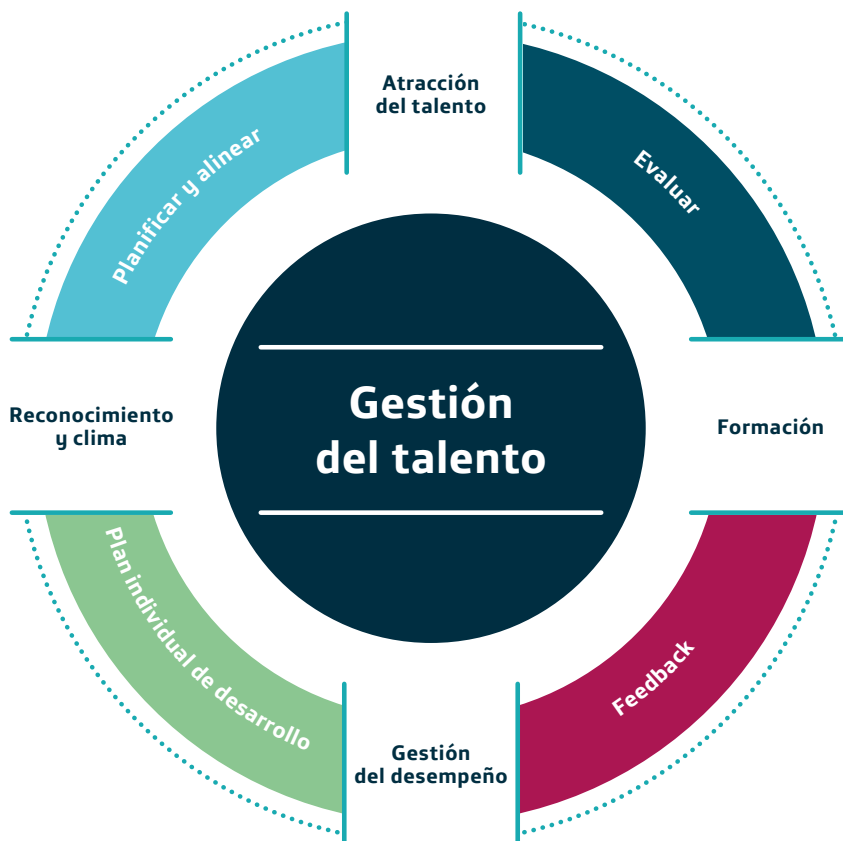 Atracción
del talento
Planificar y alinear
Evaluar
Reconocimiento
y clima
Gestión
del talento
Formación
Plan individual de desarrollo
Feedback
Gestión
del desempeño